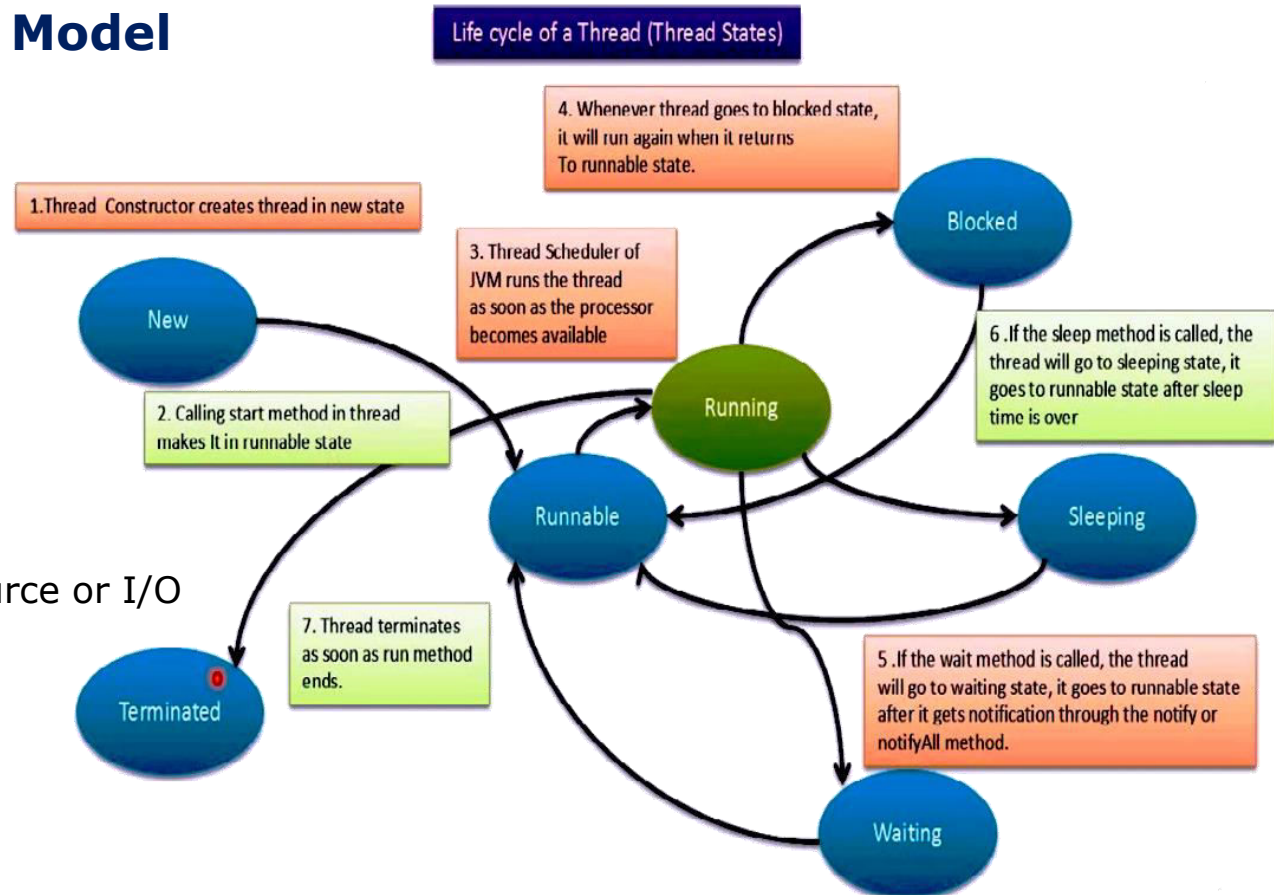 Model
Life cycle of a Thread (Thread States)
4. Whenever thread goes to blocked state,
it will run again when it returns
To runnable state.
1.Thread Constructor creates thread in new state
Blocked
3. Thread Scheduler of
JVM runs the thread
as soon as the processor
becomes available
New
6 .If the sleep method is called, the
thread will go to sleeping state, it
goes to runnable state after sleep
time is over
2. Calling start method in thread
makes It in runnable state
Running
Runnable
Sleeping
urce or I/O
7. Thread terminates
as soon as run method
ends.
5 .If the wait method is called, the thread
will go to waiting state, it goes to runnable state
after it gets notification through the notify or
notifyAll method.
Terminated
Waiting